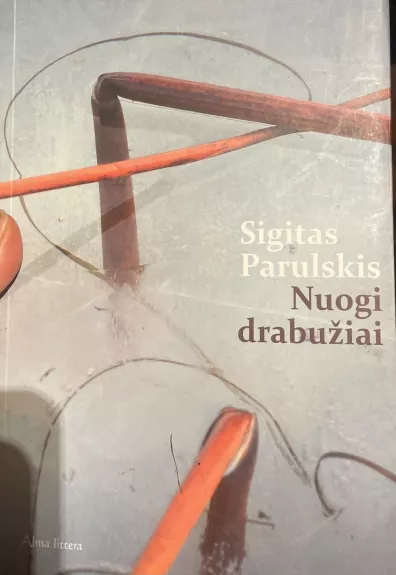 Sigitas
Parulskis
Nuogi
drabužiai
Alma littera